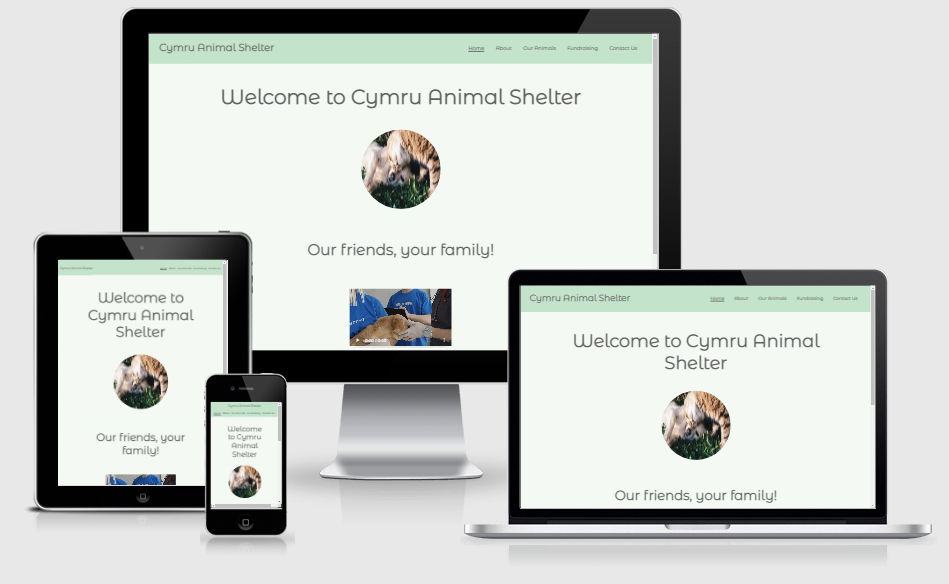 Cymru Animal Shelter
Home About Our Animals Fundraising Contact Us
Welcome to Cymru Animal Shelter
Our friends, your family!
Cymru Animal Shelter
Welcome to
Cymru Animal
Shelter
Our friends, your
family!
Cymru Animal Shelter
Welcome
to Cymru
Animal
Shelter
Cymru Animal Shelter
Home About Our Animals Fundraising Contact Us
Welcome to Cymru Animal
Shelter
Our friends, your family!